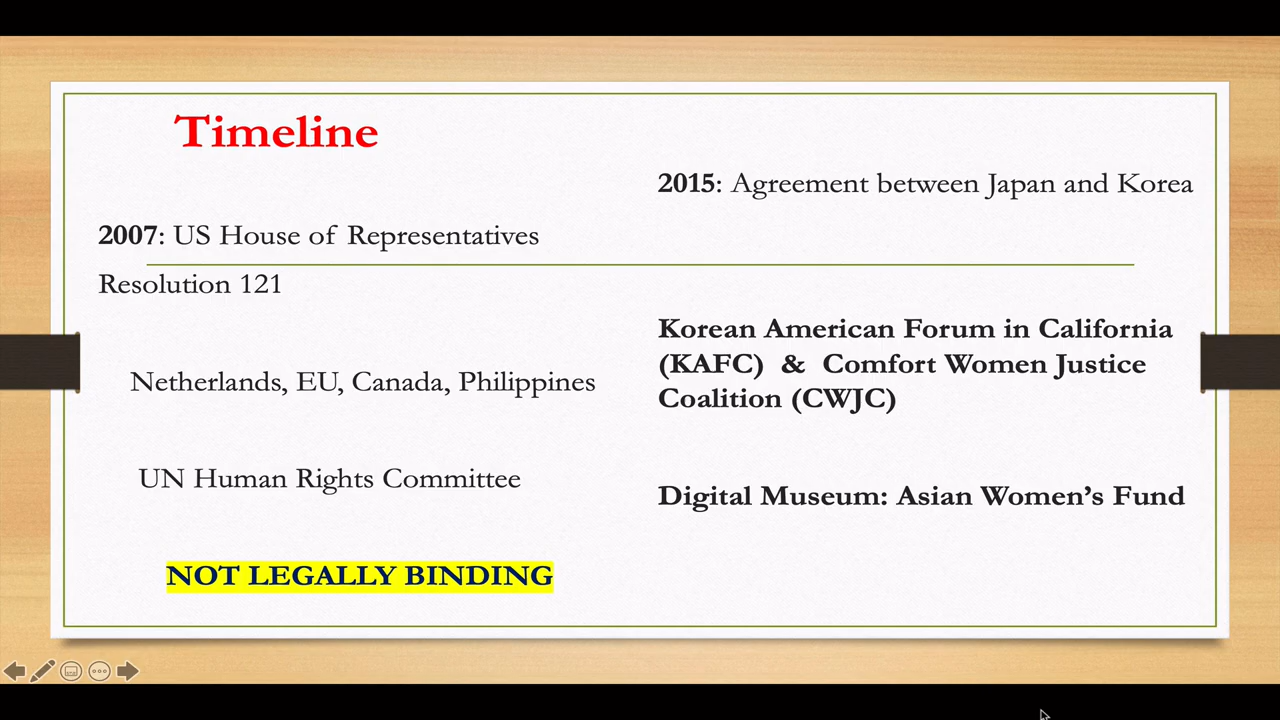 Timeline
2007: US House of Representatives
Resolution 121
Netherlands, EU, Canada, Philippines
UN Human Rights Committee
NOT LEGALLY BINDING
2015: Agreement between Japan and Korea
Korean American Forum in California
(KAFC) & Comfort Women Justice
Coalition (CWJC)
Digital Museum: Asian Women’s Fund